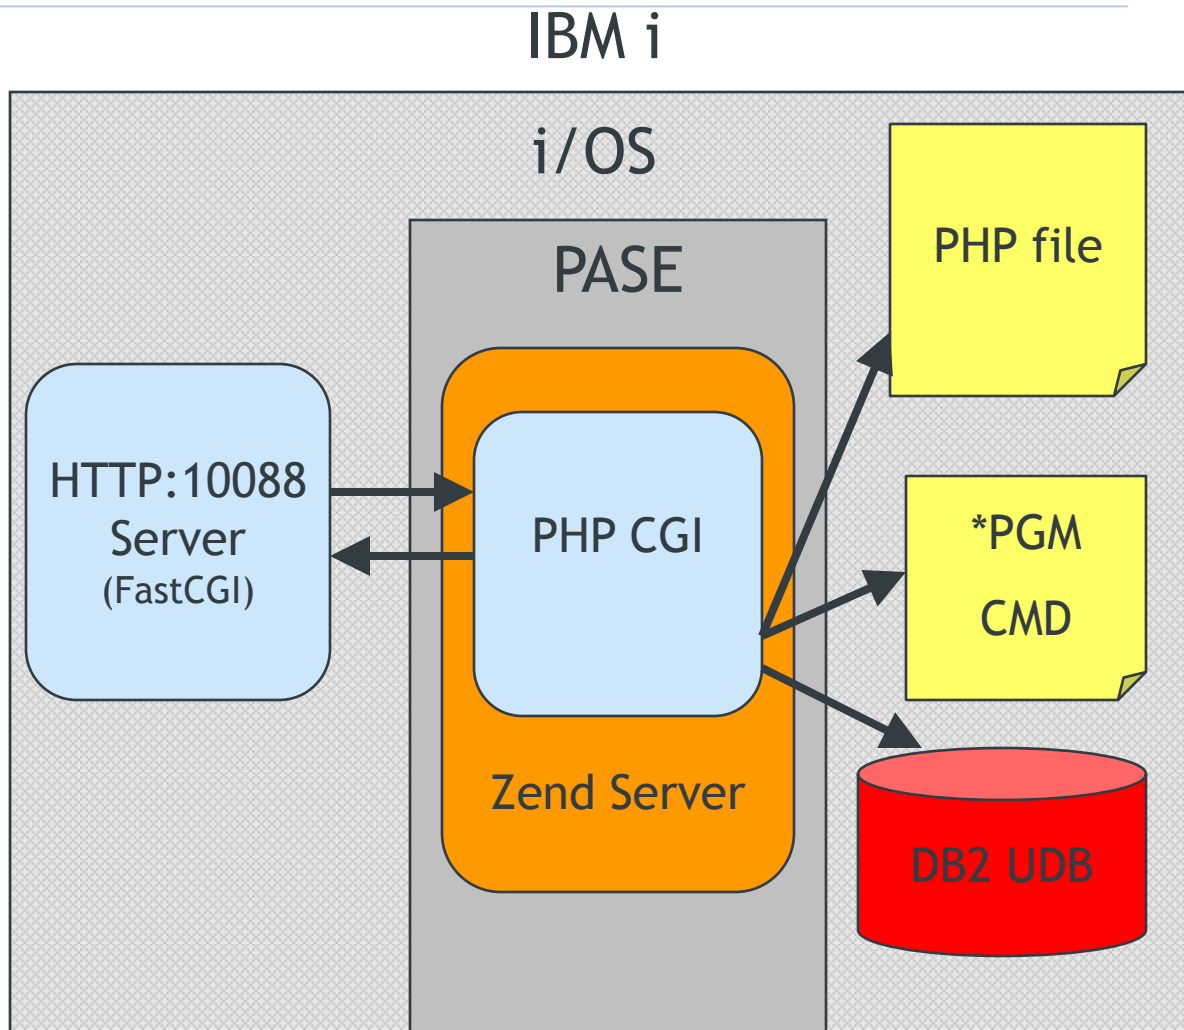 IBM i
i/OS
PASE
PHP file
HTTP:10088
Server
(FastCGI)
PHP CGI
*PGM
CMD
Zend Server
DB2 UDB